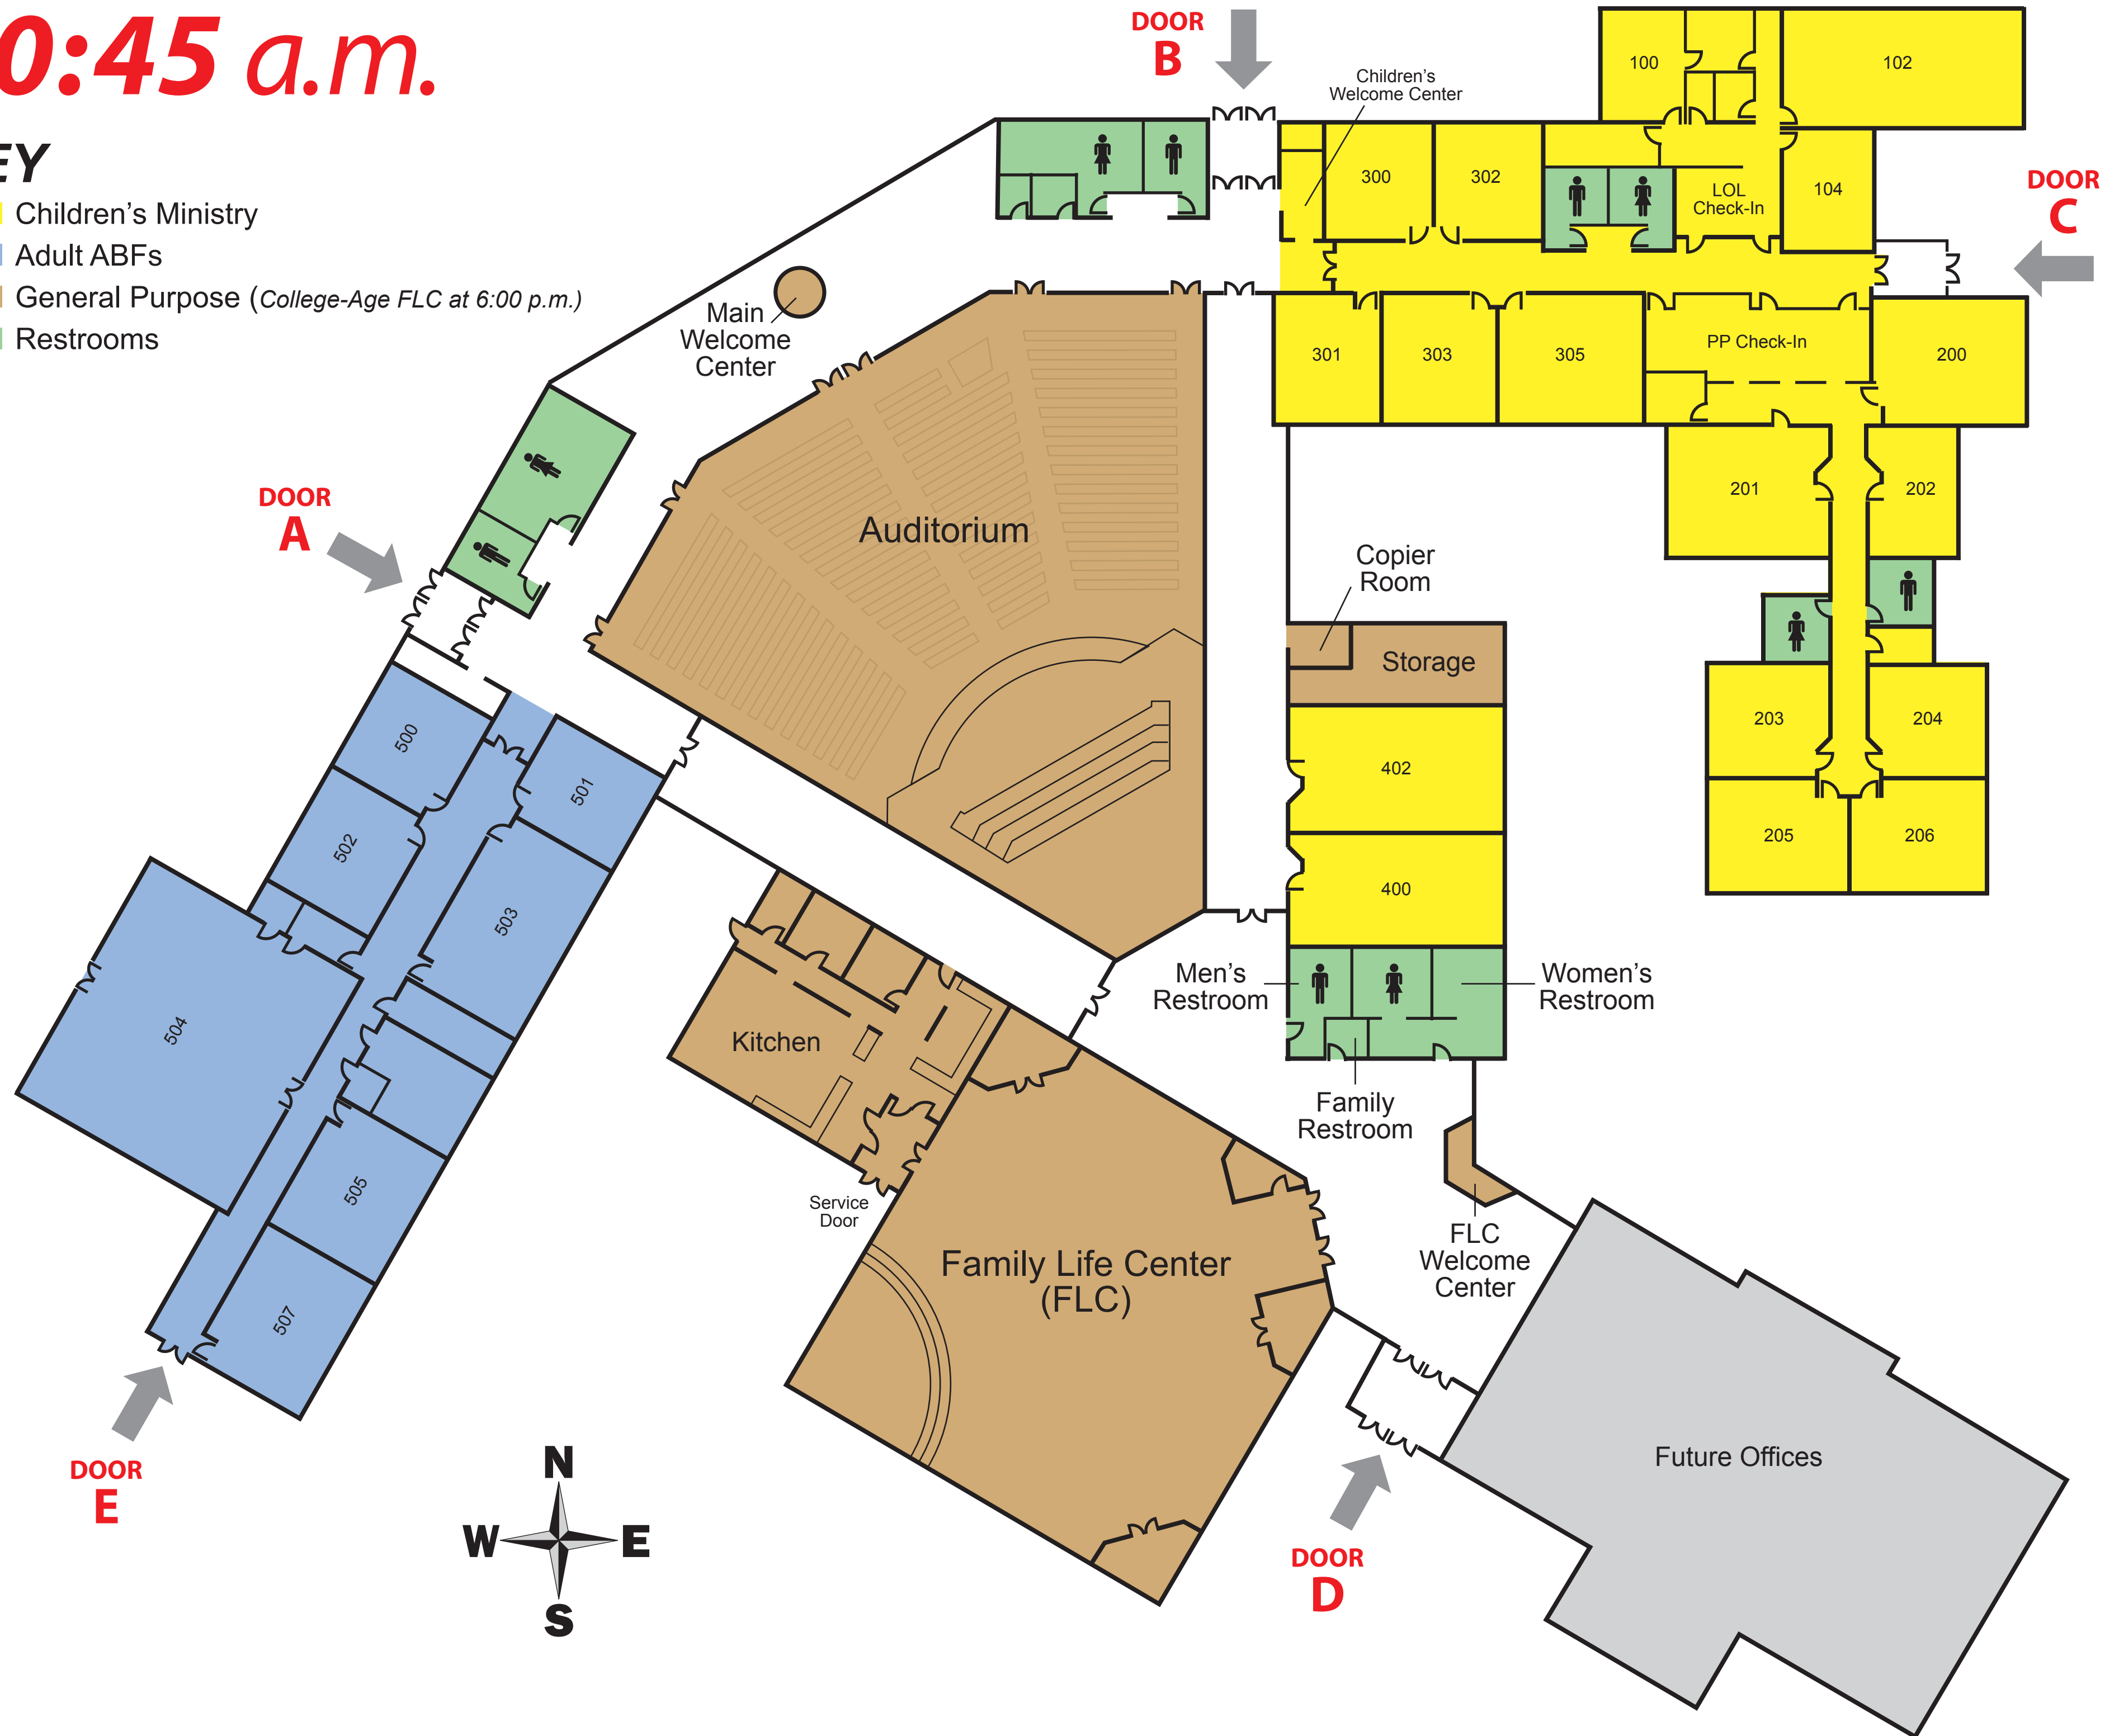 0:45 a.m.
EY
Children's Ministry
Adult ABFs
General Purpose (College-Age FLC at 6:00 p.m.)
Restrooms
DOOR
B
Children's
Welcome Center
100
102
300
302
LOL
Check-In
104
DOOR
C
Main
Welcome
Center
301
303
305
PP Check-In
200
DOOR
A
Auditorium
201
202
Copier
Room
Storage
203
204
205
206
402
400
500
501
502
503
504
505
507
Men's
Restroom
Women's
Restroom
Family
Restroom
Kitchen
Service
Door
Family Life Center
(FLC)
FLC
Welcome
Center
Future Offices
DOOR
E
DOOR
D
N
W E
S